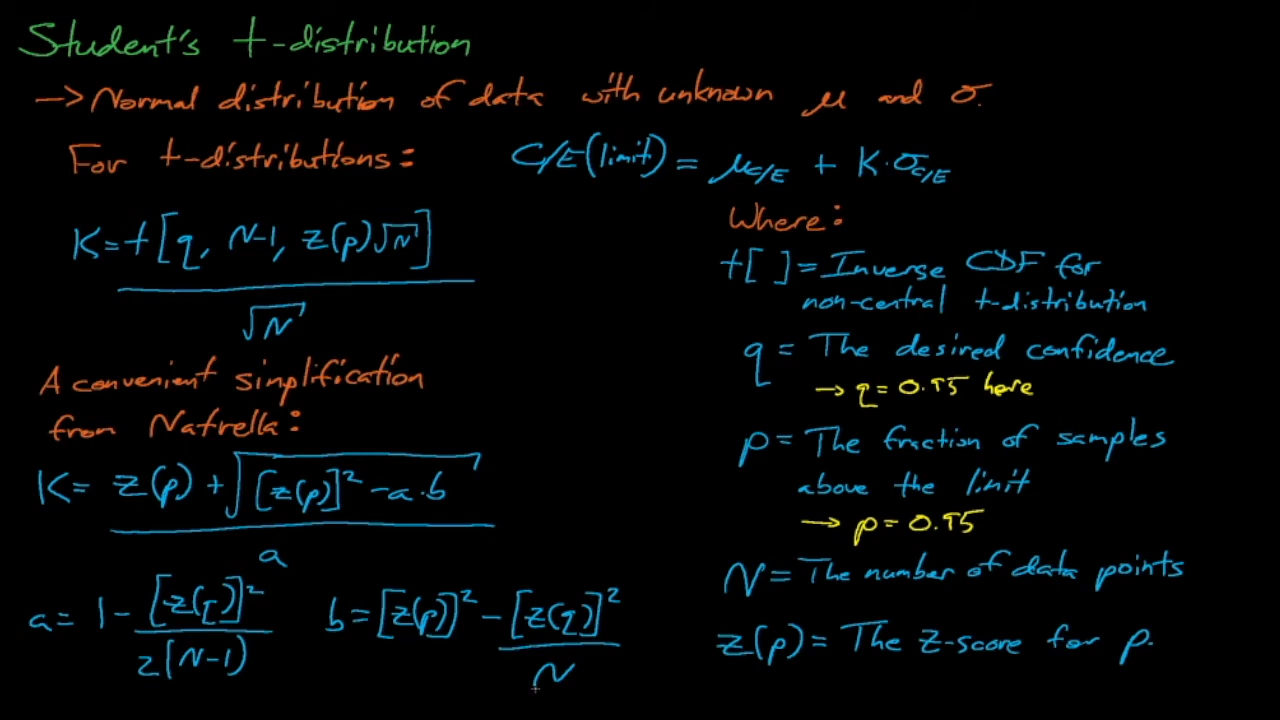 Student's t-distribution
→ Normal distribution of data with unknown μ and σ.
For t-distributions:
C/E(limit) = μ_C/E + K·σ_C/E
K = t[q, N-1, z(p)√N] / √N
A convenient simplification
from Natrella:
K = (z(p) + √([z(p)]² - a·b)) / a
a = 1 - [z(q)]² / 2(N-1)
b = [z(p)]² - [z(q)]² / N
Where:
t[ ] = Inverse CDF for
non-central t-distribution
q = The desired confidence
→ q = 0.95 here
p = The fraction of samples
above the limit
→ p = 0.95
N = The number of data points
z(p) = The z-score for p.